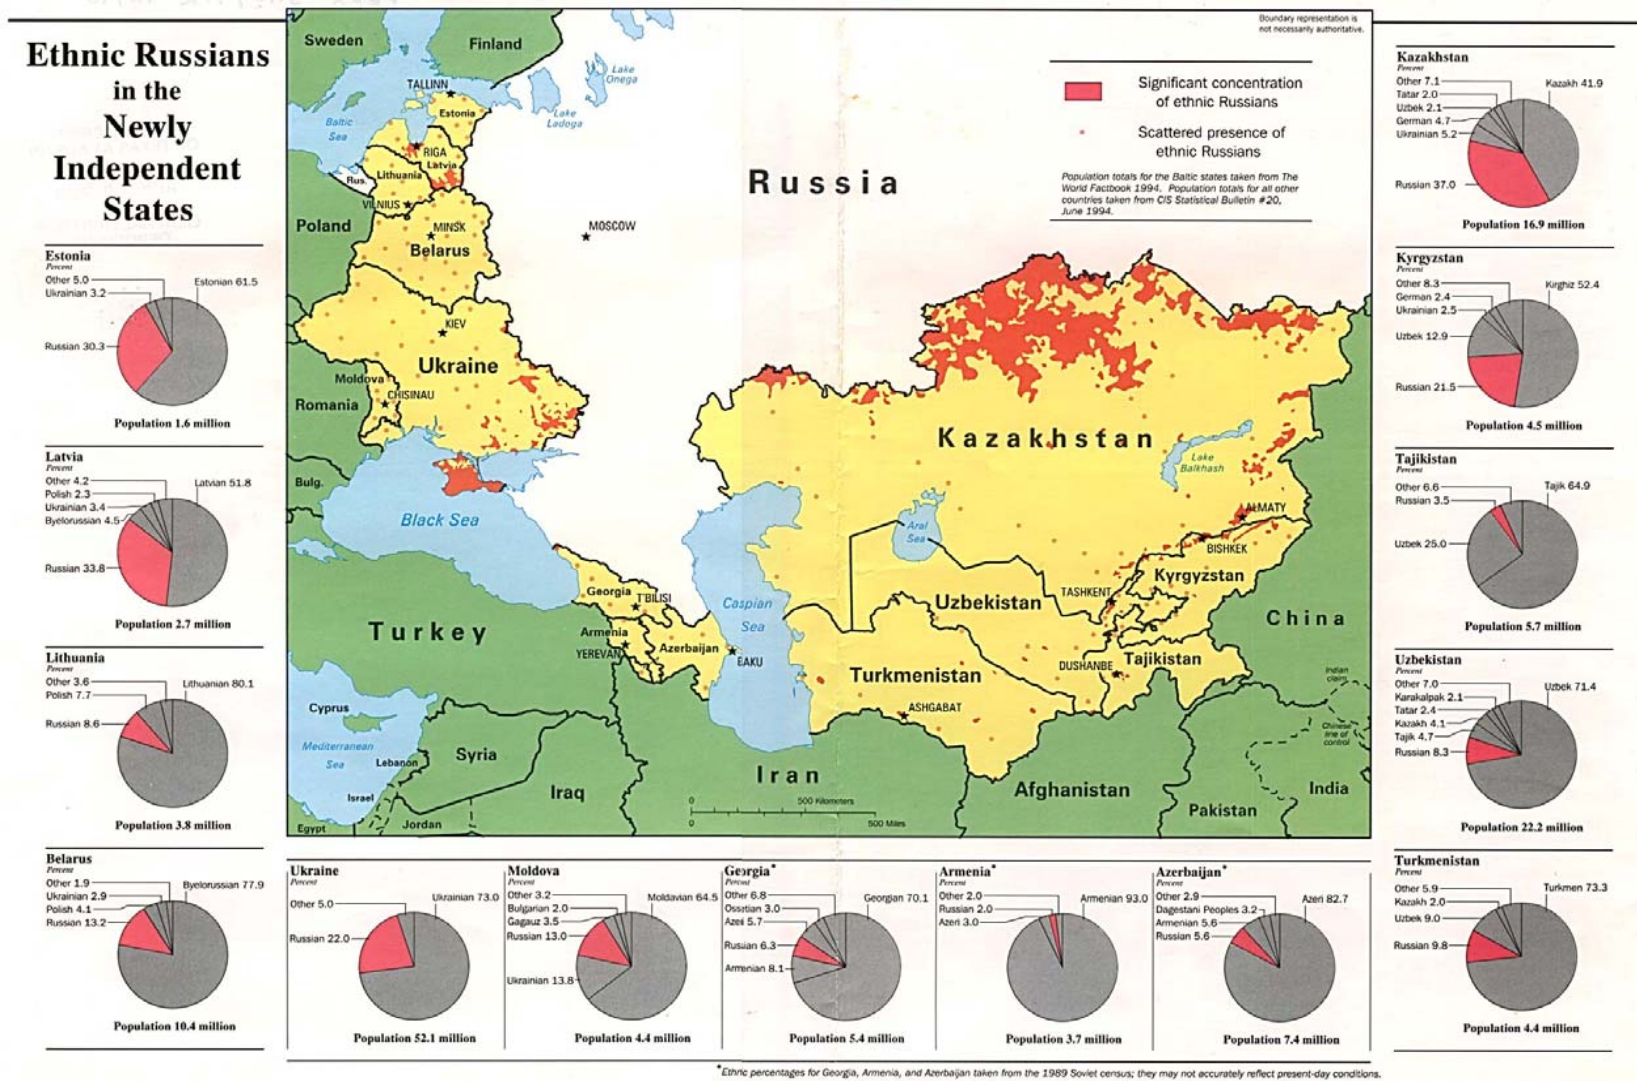 Ethnic Russians
in the
Newly
Independent
States
Estonia
Percent
Other 5.0
Estonian 61.5
Ukrainian 3.2
Russian 30.3
Population 1.6 million
Latvia
Percent
Other 4.2
Latvian 51.8
Polish 2.3
Ukrainian 3.4
Byelorussian 4.5
Russian 33.8
Population 2.7 million
Lithuania
Percent
Other 3.6
Lithuanian 80.1
Polish 7.7
Russian 8.6
Population 3.8 million
Belarus
Percent
Other 1.9
Byelorussian 77.9
Ukrainian 2.9
Polish 4.1
Russian 13.2
Population 10.4 million
Boundary representation is
not necessarily authoritative.
Significant concentration
of ethnic Russians
Scattered presence of
ethnic Russians
Population totals for the Baltic states taken from The
World Factbook 1994. Population totals for all other
countries taken from CIS Statistical Bulletin #20,
June 1994.
Sweden
Finland
Lake
Onega
TALLINN
Estonia
Lake
Ladoga
Baltic
Sea
RIGA
Latvia
Lithuania
Rus.
VILNIUS
Russia
Poland
MINSK
MOSCOW
Belarus
KIEV
Ukraine
Moldova
CHISINAU
Romania
Kazakhstan
Lake
Balkhash
Bulg.
Black Sea
Aral
Sea
ALMATY
BISHKEK
Kyrgyzstan
Georgia
T'BILISI
TASHKENT
Caspian
Sea
Uzbekistan
China
Turkey
Armenia
YEREVAN
Azerbaijan
BAKU
DUSHANBE
Tajikistan
Turkmenistan
Indian
claim
Cyprus
ASHGABAT
Chinese
line of
control
Mediterranean
Sea
Syria
Lebanon
Iran
Israel
Iraq
Afghanistan
India
0 500 Kilometers
0 500 Miles
Pakistan
Egypt
Jordan
Kazakhstan
Percent
Other 7.1
Kazakh 41.9
Tatar 2.0
Uzbek 2.1
German 4.7
Ukrainian 5.2
Russian 37.0
Population 16.9 million
Kyrgyzstan
Percent
Other 8.3
Kirghiz 52.4
German 2.4
Ukrainian 2.5
Uzbek 12.9
Russian 21.5
Population 4.5 million
Tajikistan
Percent
Other 6.6
Tajik 64.9
Russian 3.5
Uzbek 25.0
Population 5.7 million
Uzbekistan
Percent
Other 7.0
Uzbek 71.4
Karakalpak 2.1
Tatar 2.4
Kazakh 4.1
Tajik 4.7
Russian 8.3
Population 22.2 million
Turkmenistan
Percent
Other 5.9
Turkmen 73.3
Kazakh 2.0
Uzbek 9.0
Russian 9.8
Population 4.4 million
Ukraine
Percent
Other 5.0
Ukrainian 73.0
Russian 22.0
Population 52.1 million
Moldova
Percent
Other 3.2
Moldavian 64.5
Bulgarian 2.0
Gagauz 3.5
Russian 13.0
Ukrainian 13.8
Population 4.4 million
Georgia*
Percent
Other 6.8
Georgian 70.1
Ossetian 3.0
Azeri 5.7
Russian 6.3
Armenian 8.1
Population 5.4 million
Armenia*
Percent
Other 2.0
Armenian 93.0
Russian 2.0
Azeri 3.0
Population 3.7 million
Azerbaijan*
Percent
Other 2.9
Azeri 82.7
Dagestani Peoples 3.2
Armenian 5.6
Russian 5.6
Population 7.4 million
*Ethnic percentages for Georgia, Armenia, and Azerbaijan taken from the 1989 Soviet census; they may not accurately reflect present-day conditions.